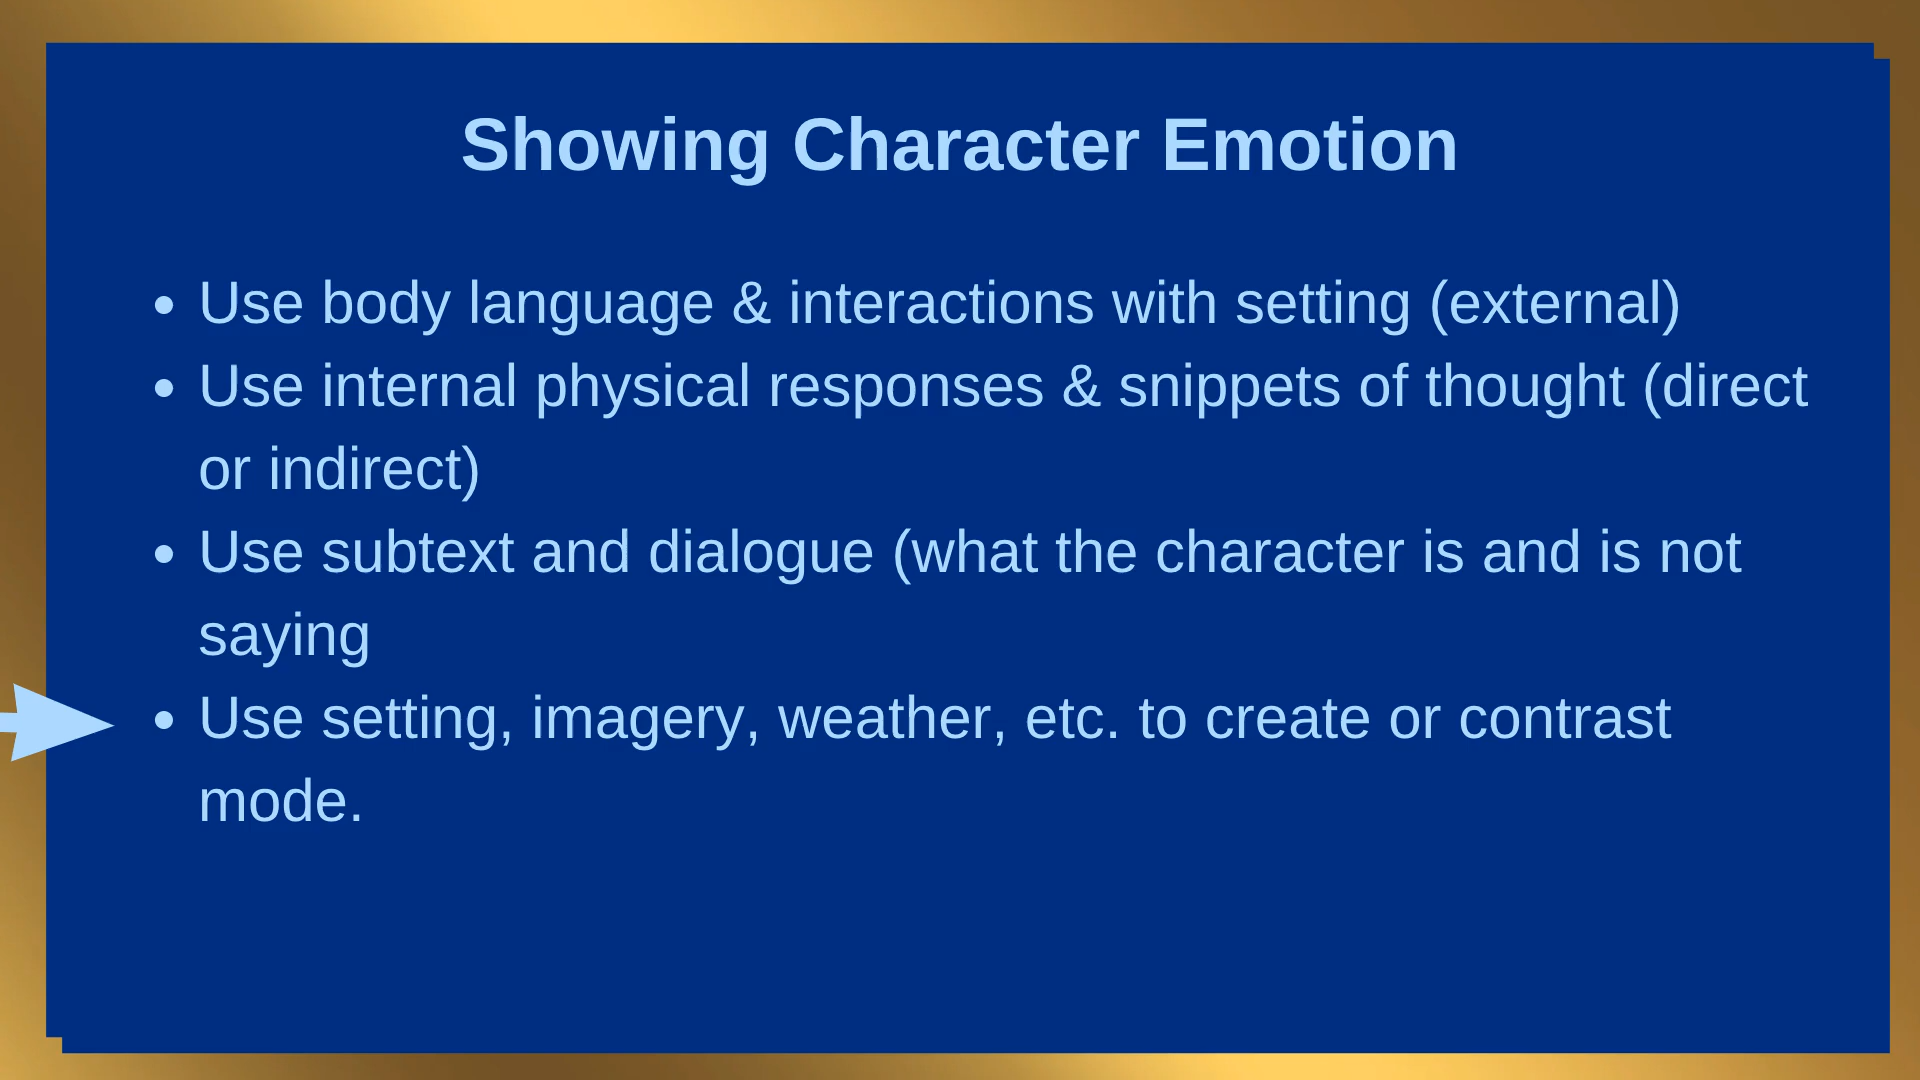 Showing Character Emotion
• Use body language & interactions with setting (external)
• Use internal physical responses & snippets of thought (direct
or indirect)
• Use subtext and dialogue (what the character is and is not
saying
• Use setting, imagery, weather, etc. to create or contrast
mode.